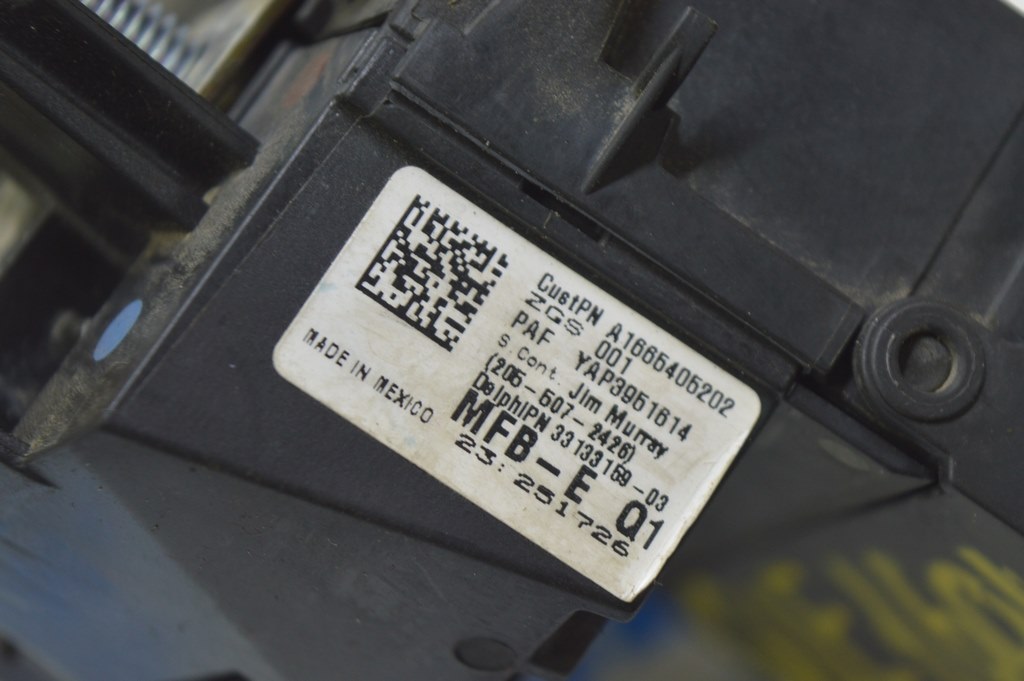 CustPN A1665405202
ZGS 001
PAF YAP3951614
S.Cont. Jim Murray
(205-507-2426)
DelphiPN 33133169-03
MFB-E Q1
23:251726
MADE IN MEXICO